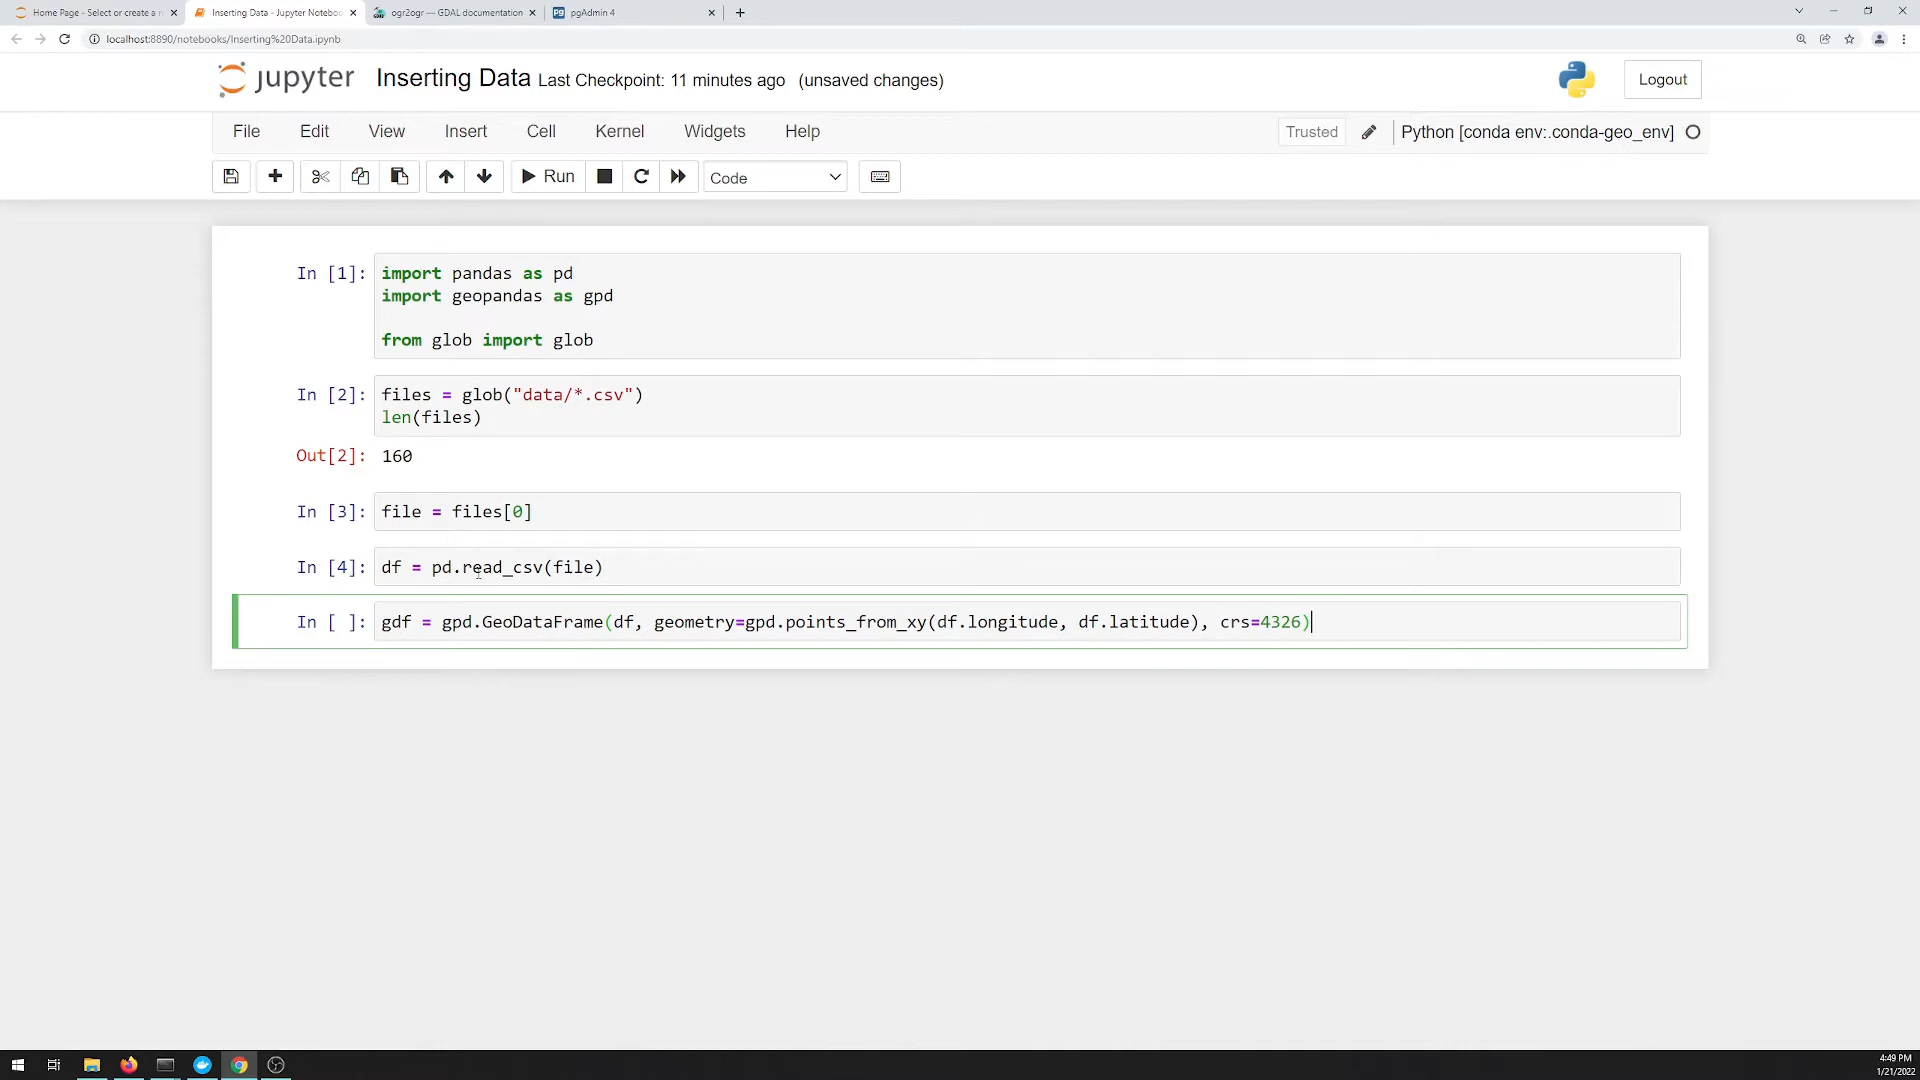 Home Page - Select or create a n
Inserting Data - Jupyter Noteboo
ogr2ogr — GDAL documentation
pgAdmin 4
localhost:8890/notebooks/Inserting%20Data.ipynb
jupyter Inserting Data Last Checkpoint: 11 minutes ago (unsaved changes)
Logout
File Edit View Insert Cell Kernel Widgets Help
Trusted
Python [conda env:.conda-geo_env]
Run
Code
In [1]: import pandas as pd
import geopandas as gpd
from glob import glob
In [2]: files = glob("data/*.csv")
len(files)
Out[2]: 160
In [3]: file = files[0]
In [4]: df = pd.read_csv(file)
In [ ]: gdf = gpd.GeoDataFrame(df, geometry=gpd.points_from_xy(df.longitude, df.latitude), crs=4326)
4:49 PM
1/21/2022